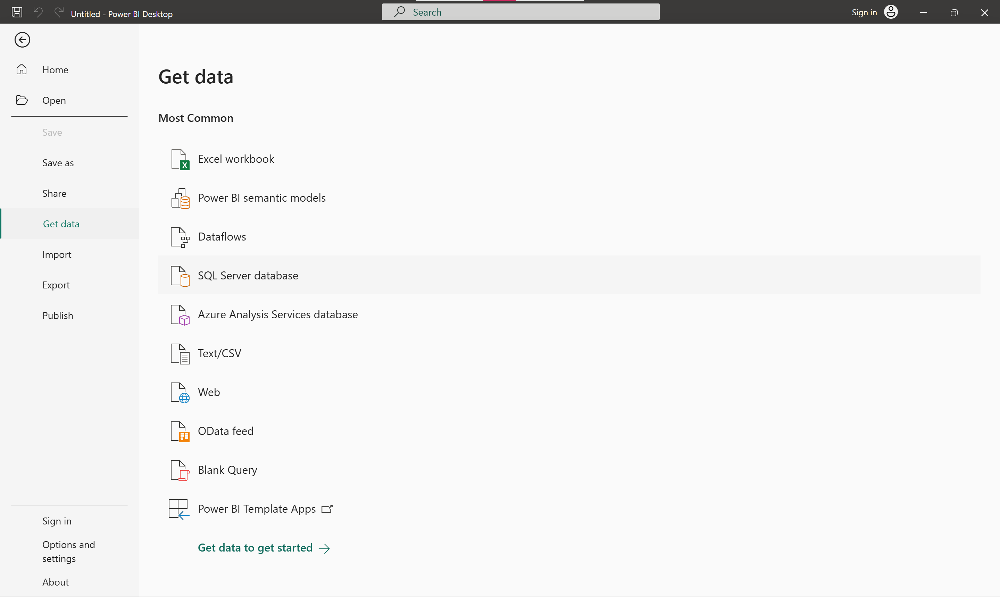 Untitled - Power BI Desktop
Search
Sign in
Home
Open
Save
Save as
Share
Get data
Import
Export
Publish
Sign in
Options and
settings
About
Get data
Most Common
Excel workbook
Power BI semantic models
Dataflows
SQL Server database
Azure Analysis Services database
Text/CSV
Web
OData feed
Blank Query
Power BI Template Apps
Get data to get started